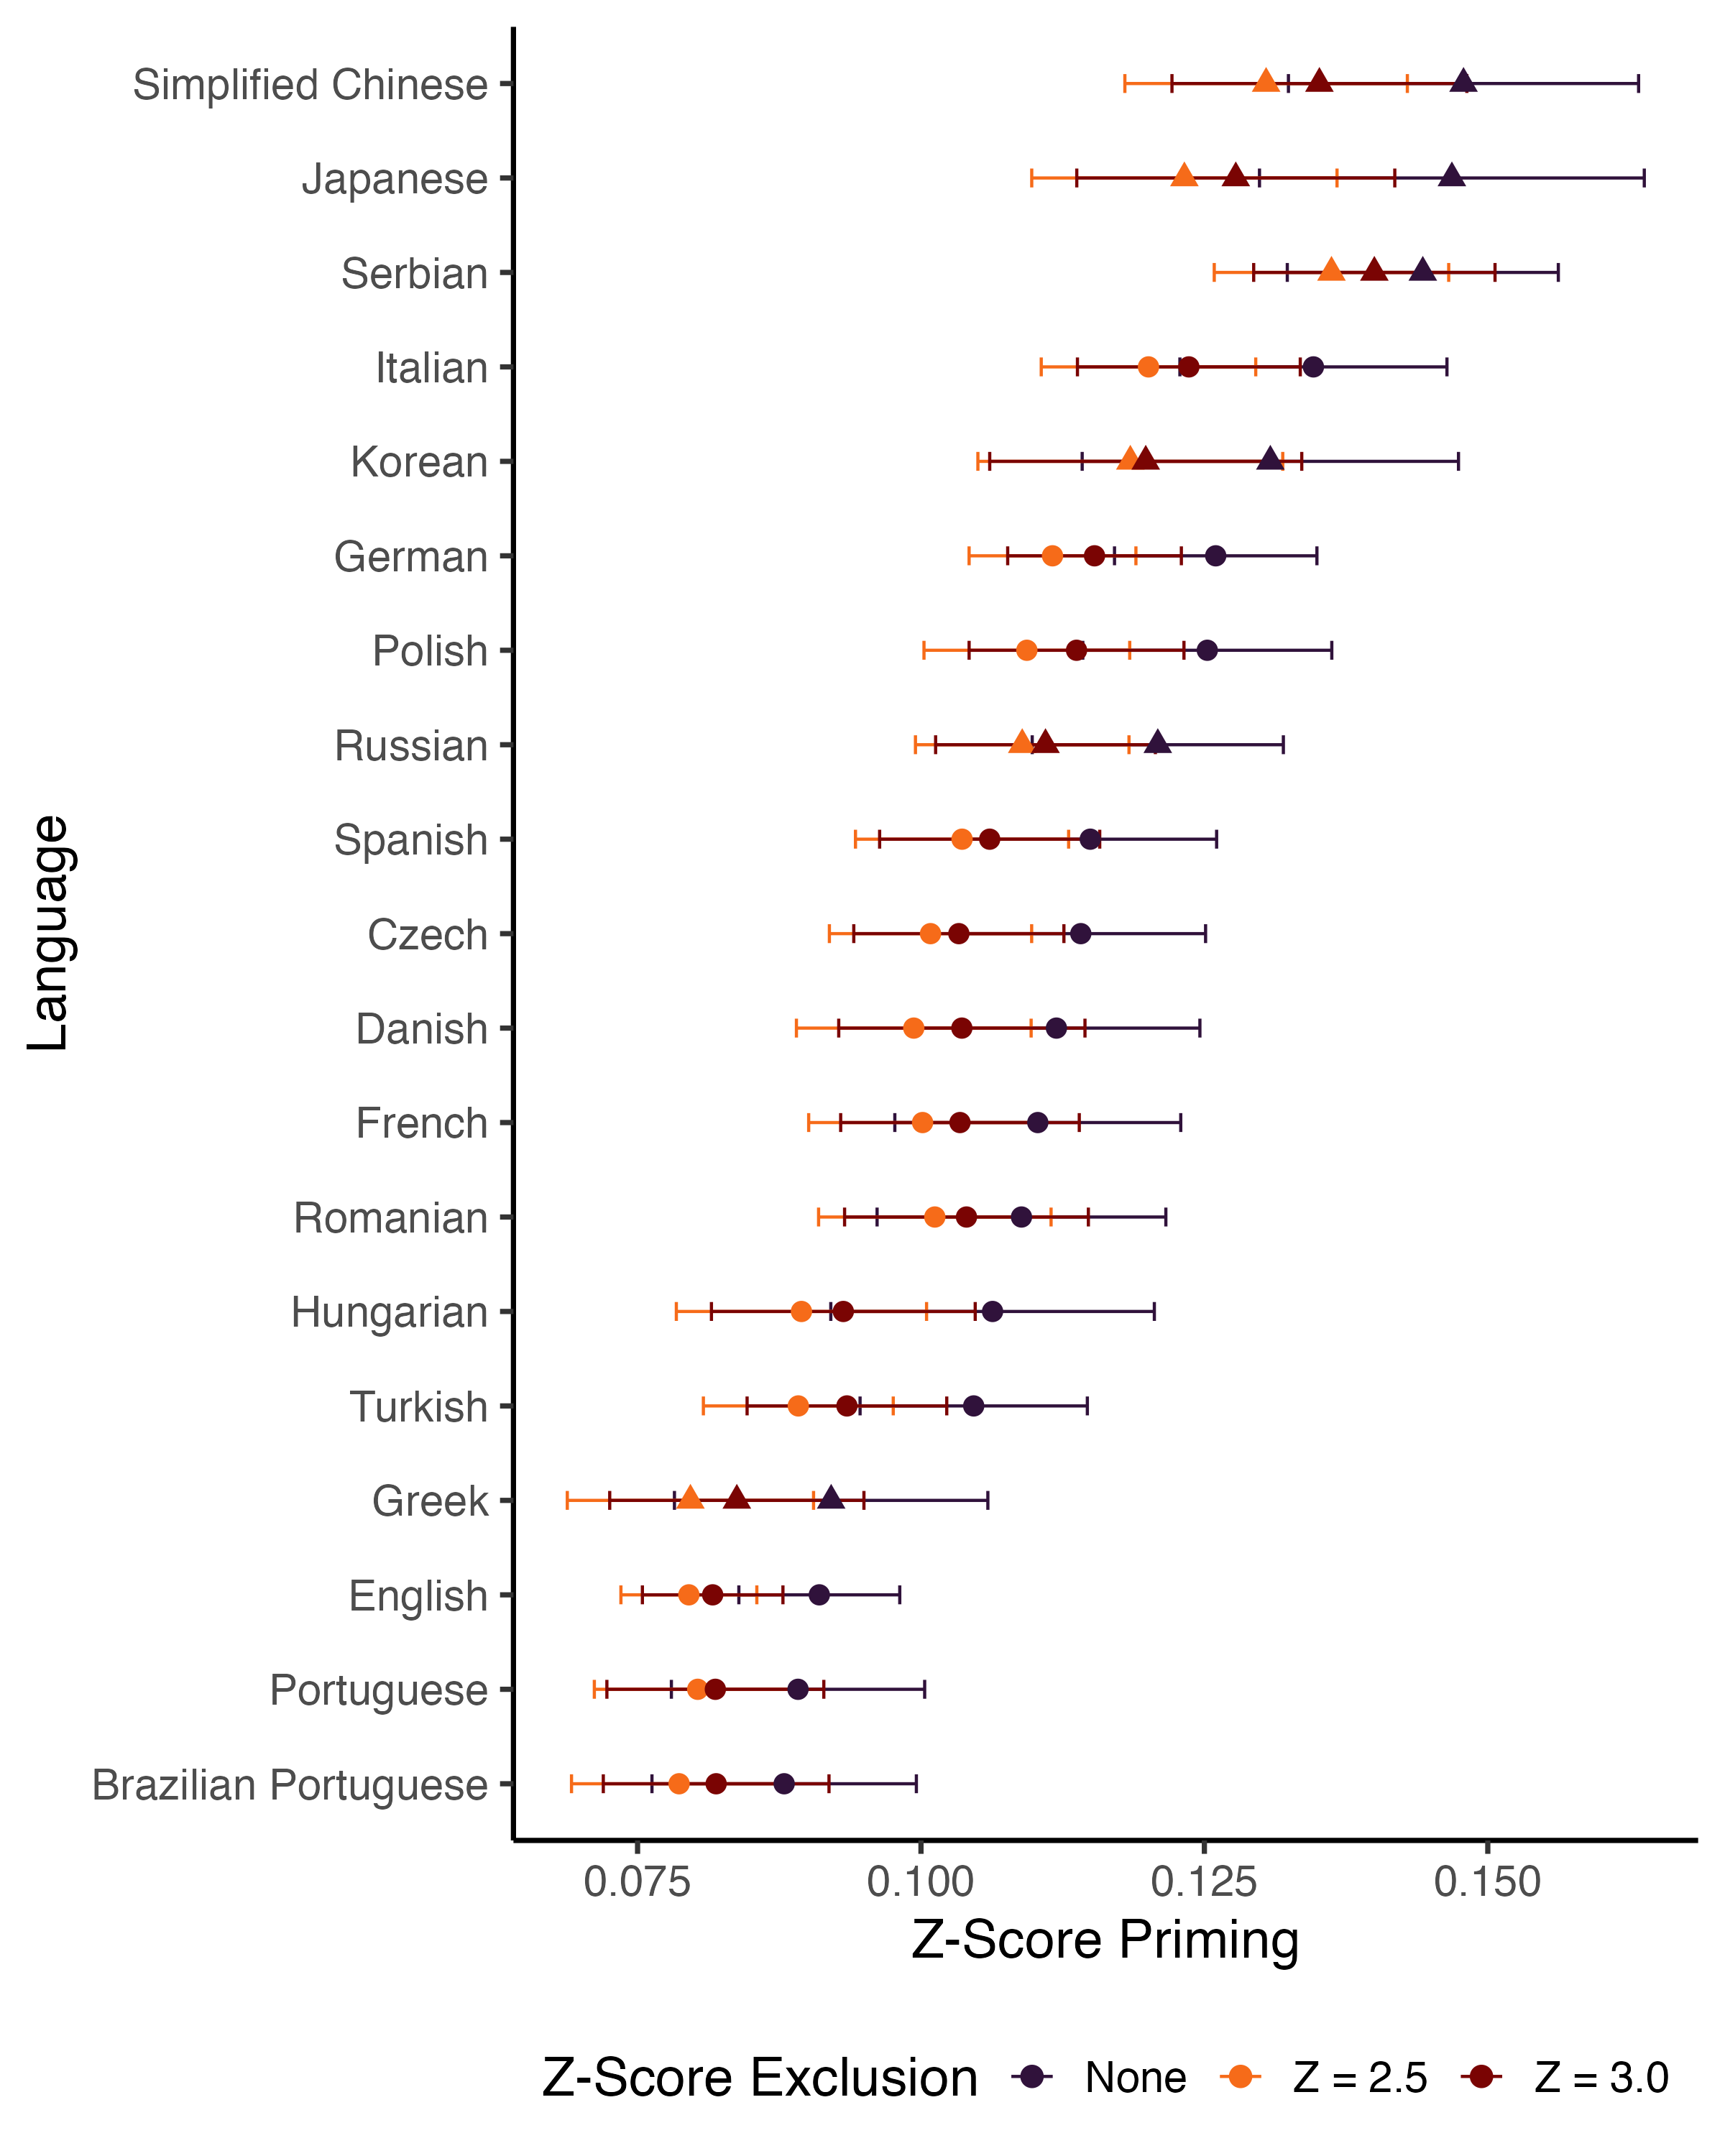 Simplified Chinese
Japanese
Serbian
Italian
Korean
German
Polish
Russian
Spanish
Czech
Danish
French
Romanian
Hungarian
Turkish
Greek
English
Portuguese
Brazilian Portuguese
Language
0.075 0.100 0.125 0.150
Z-Score Priming
Z-Score Exclusion None Z = 2.5 Z = 3.0